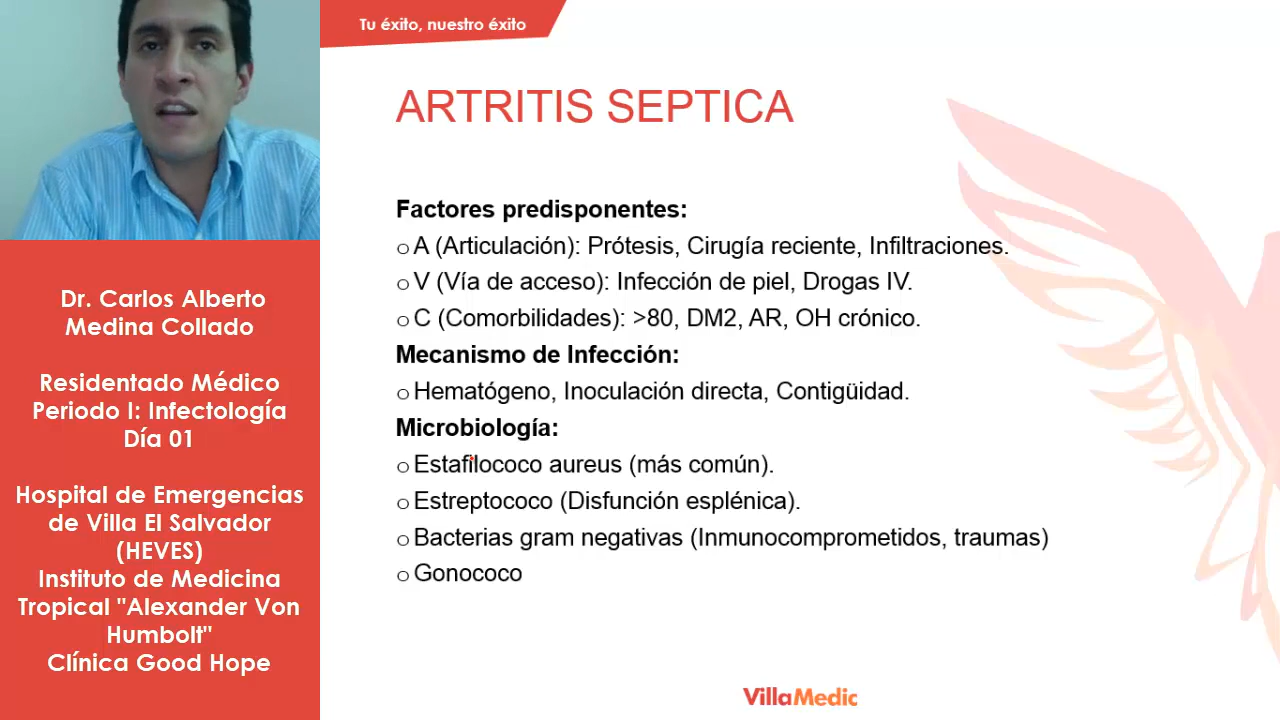 Tu éxito, nuestro éxito
ARTRITIS SEPTICA
Factores predisponentes:
o A (Articulación): Prótesis, Cirugía reciente, Infiltraciones.
o V (Vía de acceso): Infección de piel, Drogas IV.
o C (Comorbilidades): >80, DM2, AR, OH crónico.
Mecanismo de Infección:
o Hematógeno, Inoculación directa, Contigüidad.
Microbiología:
o Estafilococo aureus (más común).
o Estreptococo (Disfunción esplénica).
o Bacterias gram negativas (Inmunocomprometidos, traumas)
o Gonococo
Dr. Carlos Alberto
Medina Collado
Residentado Médico
Periodo I: Infectología
Día 01
Hospital de Emergencias
de Villa El Salvador
(HEVES)
Instituto de Medicina
Tropical "Alexander Von
Humbolt"
Clínica Good Hope
VillaMedic